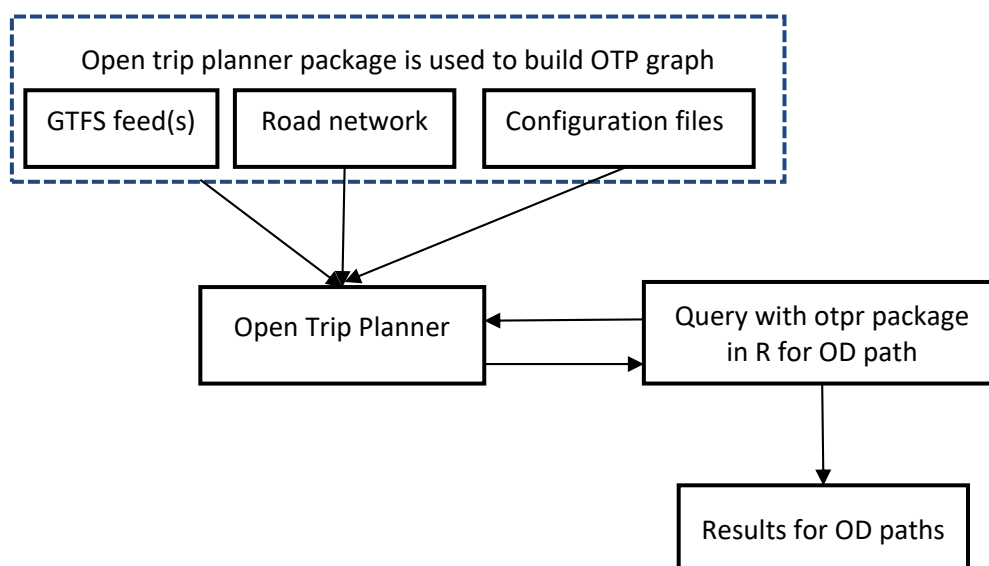 Open trip planner package is used to build OTP graph
GTFS feed(s)
Road network
Configuration files
Open Trip Planner
Query with otpr package
in R for OD path
Results for OD paths